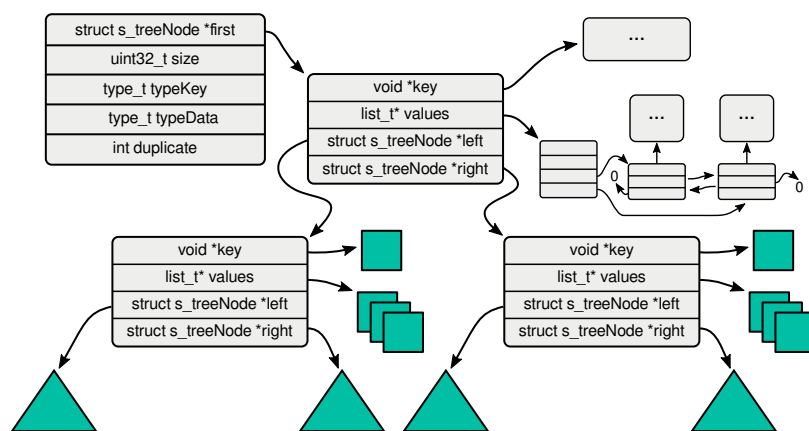 struct s_treeNode *first
uint32_t size
type_t typeKey
type_t typeData
int duplicate
...
void *key
list_t* values
struct s_treeNode *left
struct s_treeNode *right
...
...
0
0
void *key
list_t* values
struct s_treeNode *left
struct s_treeNode *right
void *key
list_t* values
struct s_treeNode *left
struct s_treeNode *right